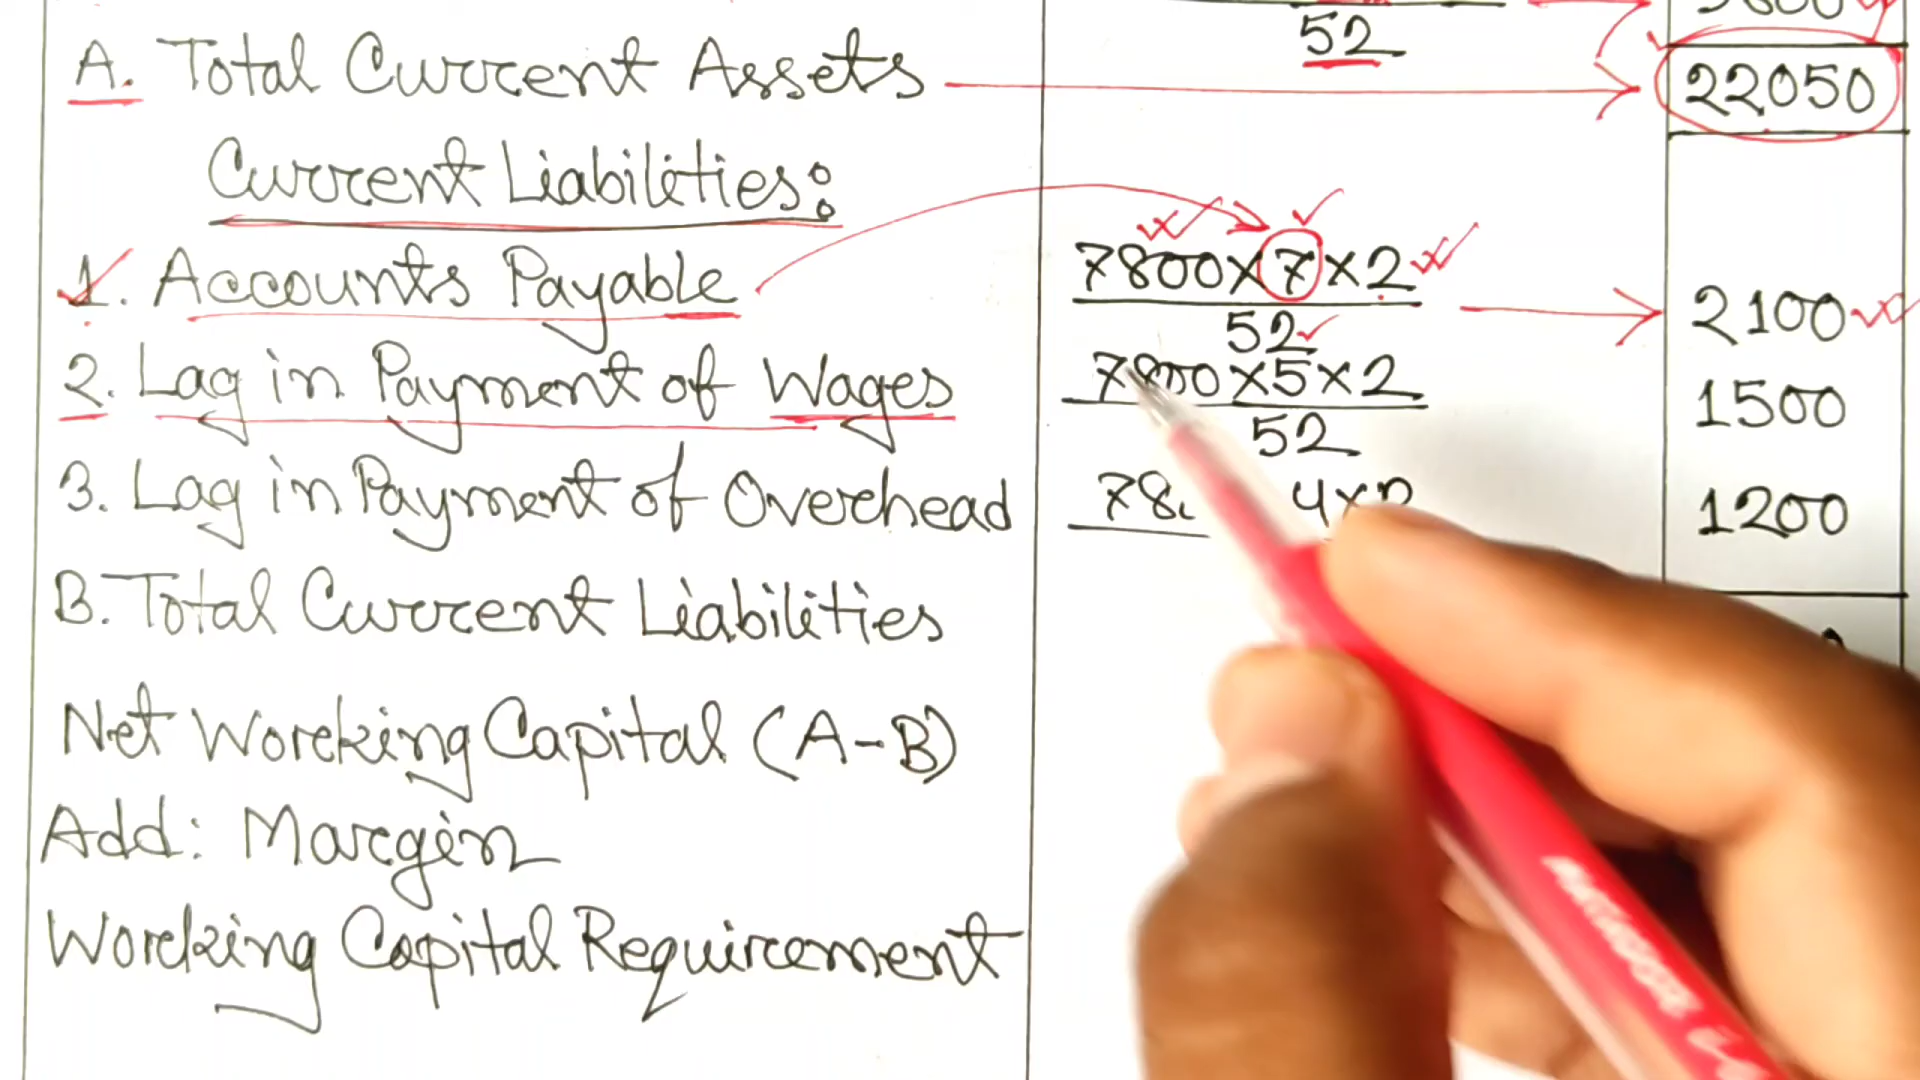 52
A. Total Current Assets 22050
Current Liabilities:
1. Accounts Payable 7800×7×2 2100
52
2. Lag in Payment of Wages 7800×5×2 1500
52
3. Lag in Payment of Overhead 4×2 1200
B. Total Current Liabilities
Net Working Capital (A-B)
Add: Margin
Working Capital Requirement